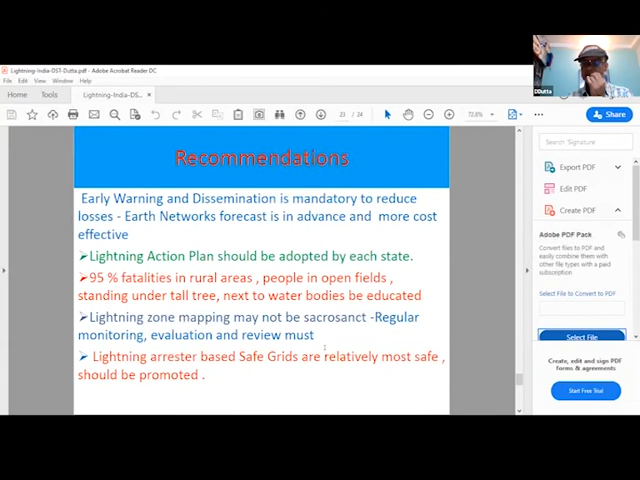 DDutta
Lightning-India-DST-Dutta.pdf - Adobe Acrobat Reader DC
File Edit View Window Help
Home Tools Lightning-India-DS... ×
23 / 24 72.8% Share
Recommendations
Early Warning and Dissemination is mandatory to reduce
losses - Earth Networks forecast is in advance and more cost
effective
➢Lightning Action Plan should be adopted by each state.
➢95 % fatalities in rural areas , people in open fields ,
standing under tall tree, next to water bodies be educated
➢Lightning zone mapping may not be sacrosanct -Regular
monitoring, evaluation and review must
➢ Lightning arrester based Safe Grids are relatively most safe ,
should be promoted .
Search 'Signature'
Export PDF
Edit PDF
Create PDF
Adobe PDF Pack
Convert files to PDF and
easily combine them with
other file types with a paid
subscription
Select File to Convert to PDF
Select File
Create, edit and sign PDF
forms & agreements
Start Free Trial